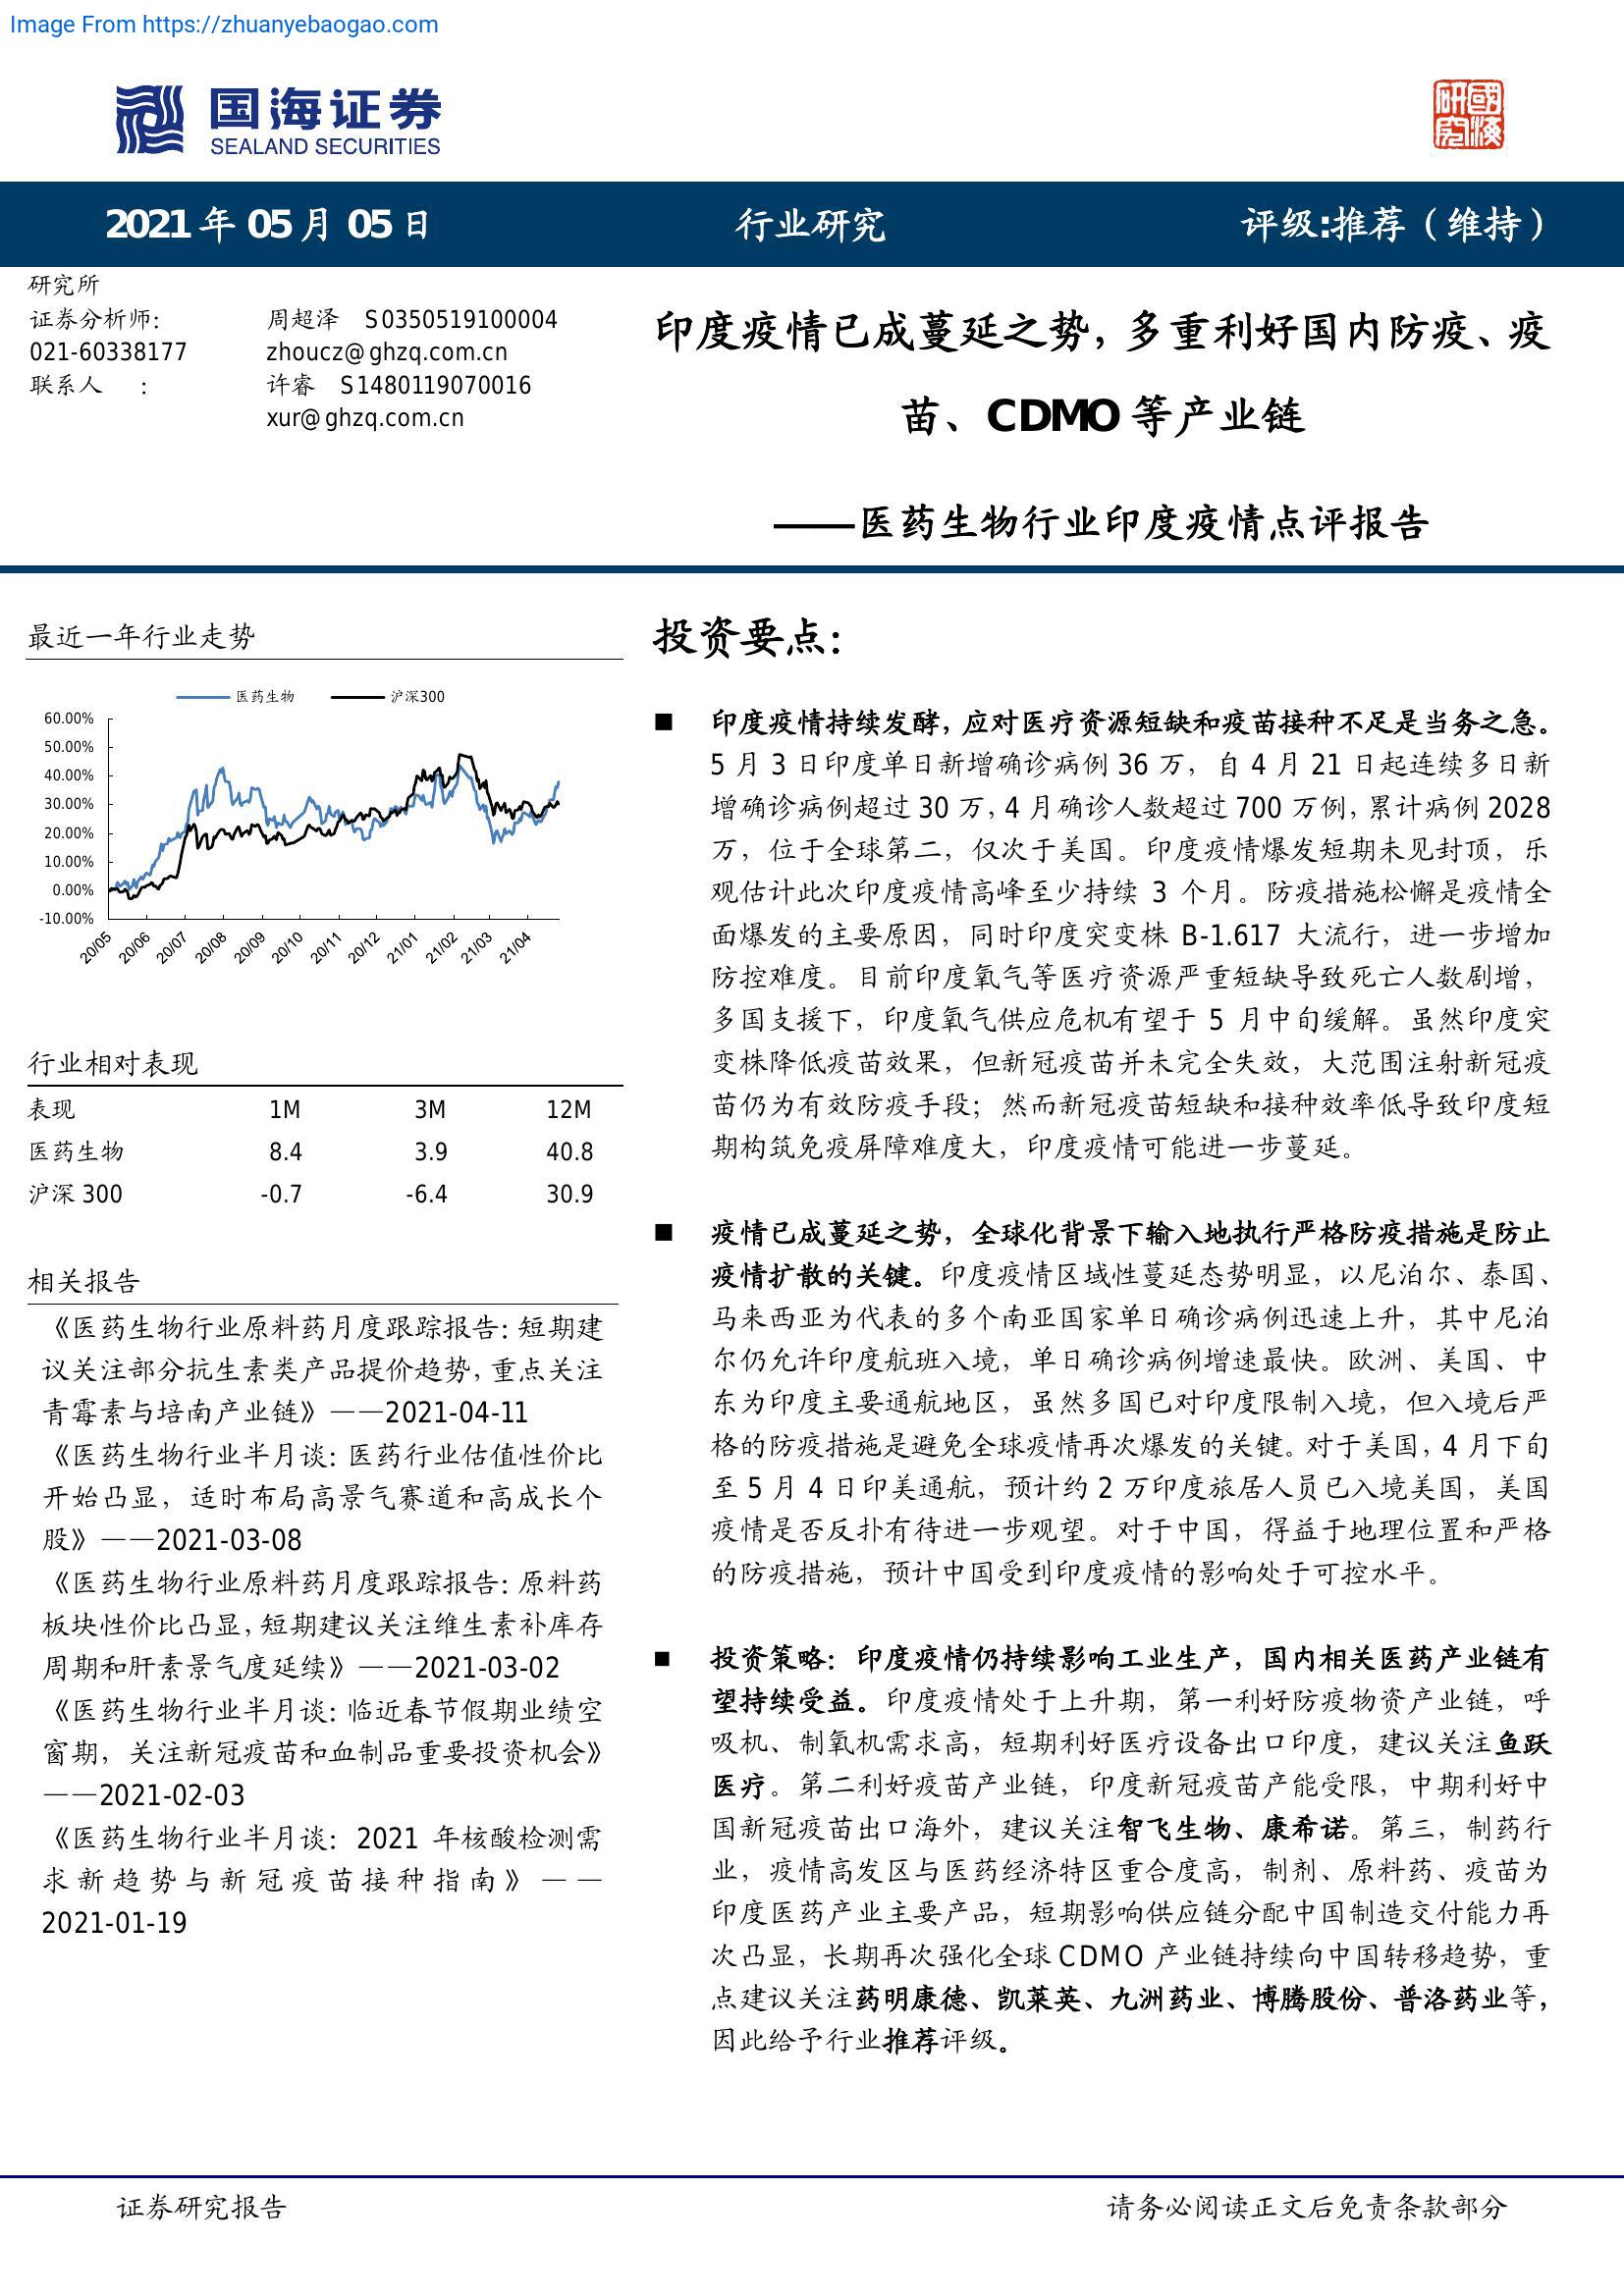 Image From https://zhuanyebaogao.com
国海证券
SEALAND SECURITIES
研 國
究 海
2021 年 05 月 05 日 行业研究 评级:推荐（维持）
研究所
证券分析师: 周超泽 S0350519100004
021-60338177 zhoucz@ghzq.com.cn
联系人 : 许睿 S1480119070016
xur@ghzq.com.cn
印度疫情已成蔓延之势，多重利好国内防疫、疫
苗、CDMO 等产业链
——医药生物行业印度疫情点评报告
最近一年行业走势
医药生物 沪深300
60.00%
50.00%
40.00%
30.00%
20.00%
10.00%
0.00%
-10.00%
20/05 20/06 20/07 20/08 20/09 20/10 20/11 20/12 21/01 21/02 21/03 21/04
行业相对表现
表现 1M 3M 12M
医药生物 8.4 3.9 40.8
沪深 300 -0.7 -6.4 30.9
相关报告
《医药生物行业原料药月度跟踪报告：短期建
议关注部分抗生素类产品提价趋势，重点关注
青霉素与培南产业链》——2021-04-11
《医药生物行业半月谈：医药行业估值性价比
开始凸显，适时布局高景气赛道和高成长个
股》——2021-03-08
《医药生物行业原料药月度跟踪报告：原料药
板块性价比凸显，短期建议关注维生素补库存
周期和肝素景气度延续》——2021-03-02
《医药生物行业半月谈：临近春节假期业绩空
窗期，关注新冠疫苗和血制品重要投资机会》
——2021-02-03
《医药生物行业半月谈：2021 年核酸检测需
求新趋势与新冠疫苗接种指南》——
2021-01-19
投资要点：
■ 印度疫情持续发酵，应对医疗资源短缺和疫苗接种不足是当务之急。
5 月 3 日印度单日新增确诊病例 36 万，自 4 月 21 日起连续多日新
增确诊病例超过 30 万，4 月确诊人数超过 700 万例，累计病例 2028
万，位于全球第二，仅次于美国。印度疫情爆发短期未见封顶，乐
观估计此次印度疫情高峰至少持续 3 个月。防疫措施松懈是疫情全
面爆发的主要原因，同时印度突变株 B-1.617 大流行，进一步增加
防控难度。目前印度氧气等医疗资源严重短缺导致死亡人数剧增，
多国支援下，印度氧气供应危机有望于 5 月中旬缓解。虽然印度突
变株降低疫苗效果，但新冠疫苗并未完全失效，大范围注射新冠疫
苗仍为有效防疫手段；然而新冠疫苗短缺和接种效率低导致印度短
期构筑免疫屏障难度大，印度疫情可能进一步蔓延。
■ 疫情已成蔓延之势，全球化背景下输入地执行严格防疫措施是防止
疫情扩散的关键。印度疫情区域性蔓延态势明显，以尼泊尔、泰国、
马来西亚为代表的多个南亚国家单日确诊病例迅速上升，其中尼泊
尔仍允许印度航班入境，单日确诊病例增速最快。欧洲、美国、中
东为印度主要通航地区，虽然多国已对印度限制入境，但入境后严
格的防疫措施是避免全球疫情再次爆发的关键。对于美国，4 月下旬
至 5 月 4 日印美通航，预计约 2 万印度旅居人员已入境美国，美国
疫情是否反扑有待进一步观望。对于中国，得益于地理位置和严格
的防疫措施，预计中国受到印度疫情的影响处于可控水平。
■ 投资策略：印度疫情仍持续影响工业生产，国内相关医药产业链有
望持续受益。印度疫情处于上升期，第一利好防疫物资产业链，呼
吸机、制氧机需求高，短期利好医疗设备出口印度，建议关注鱼跃
医疗。第二利好疫苗产业链，印度新冠疫苗产能受限，中期利好中
国新冠疫苗出口海外，建议关注智飞生物、康希诺。第三，制药行
业，疫情高发区与医药经济特区重合度高，制剂、原料药、疫苗为
印度医药产业主要产品，短期影响供应链分配中国制造交付能力再
次凸显，长期再次强化全球 CDMO 产业链持续向中国转移趋势，重
点建议关注药明康德、凯莱英、九洲药业、博腾股份、普洛药业等，
因此给予行业推荐评级。
证券研究报告 请务必阅读正文后免责条款部分